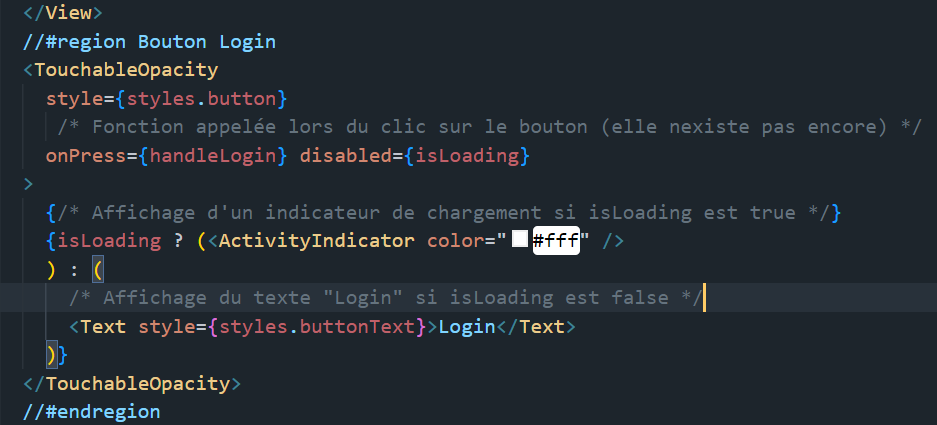 </View>
//#region Bouton Login
<TouchableOpacity
style={styles.button}
/* Fonction appelée lors du clic sur le bouton (elle nexiste pas encore) */
onPress={handleLogin} disabled={isLoading}
>
{/* Affichage d'un indicateur de chargement si isLoading est true */}
{isLoading ? (<ActivityIndicator color="#fff" />
) : (
/* Affichage du texte "Login" si isLoading est false */
<Text style={styles.buttonText}>Login</Text>
)}
</TouchableOpacity>
//#endregion